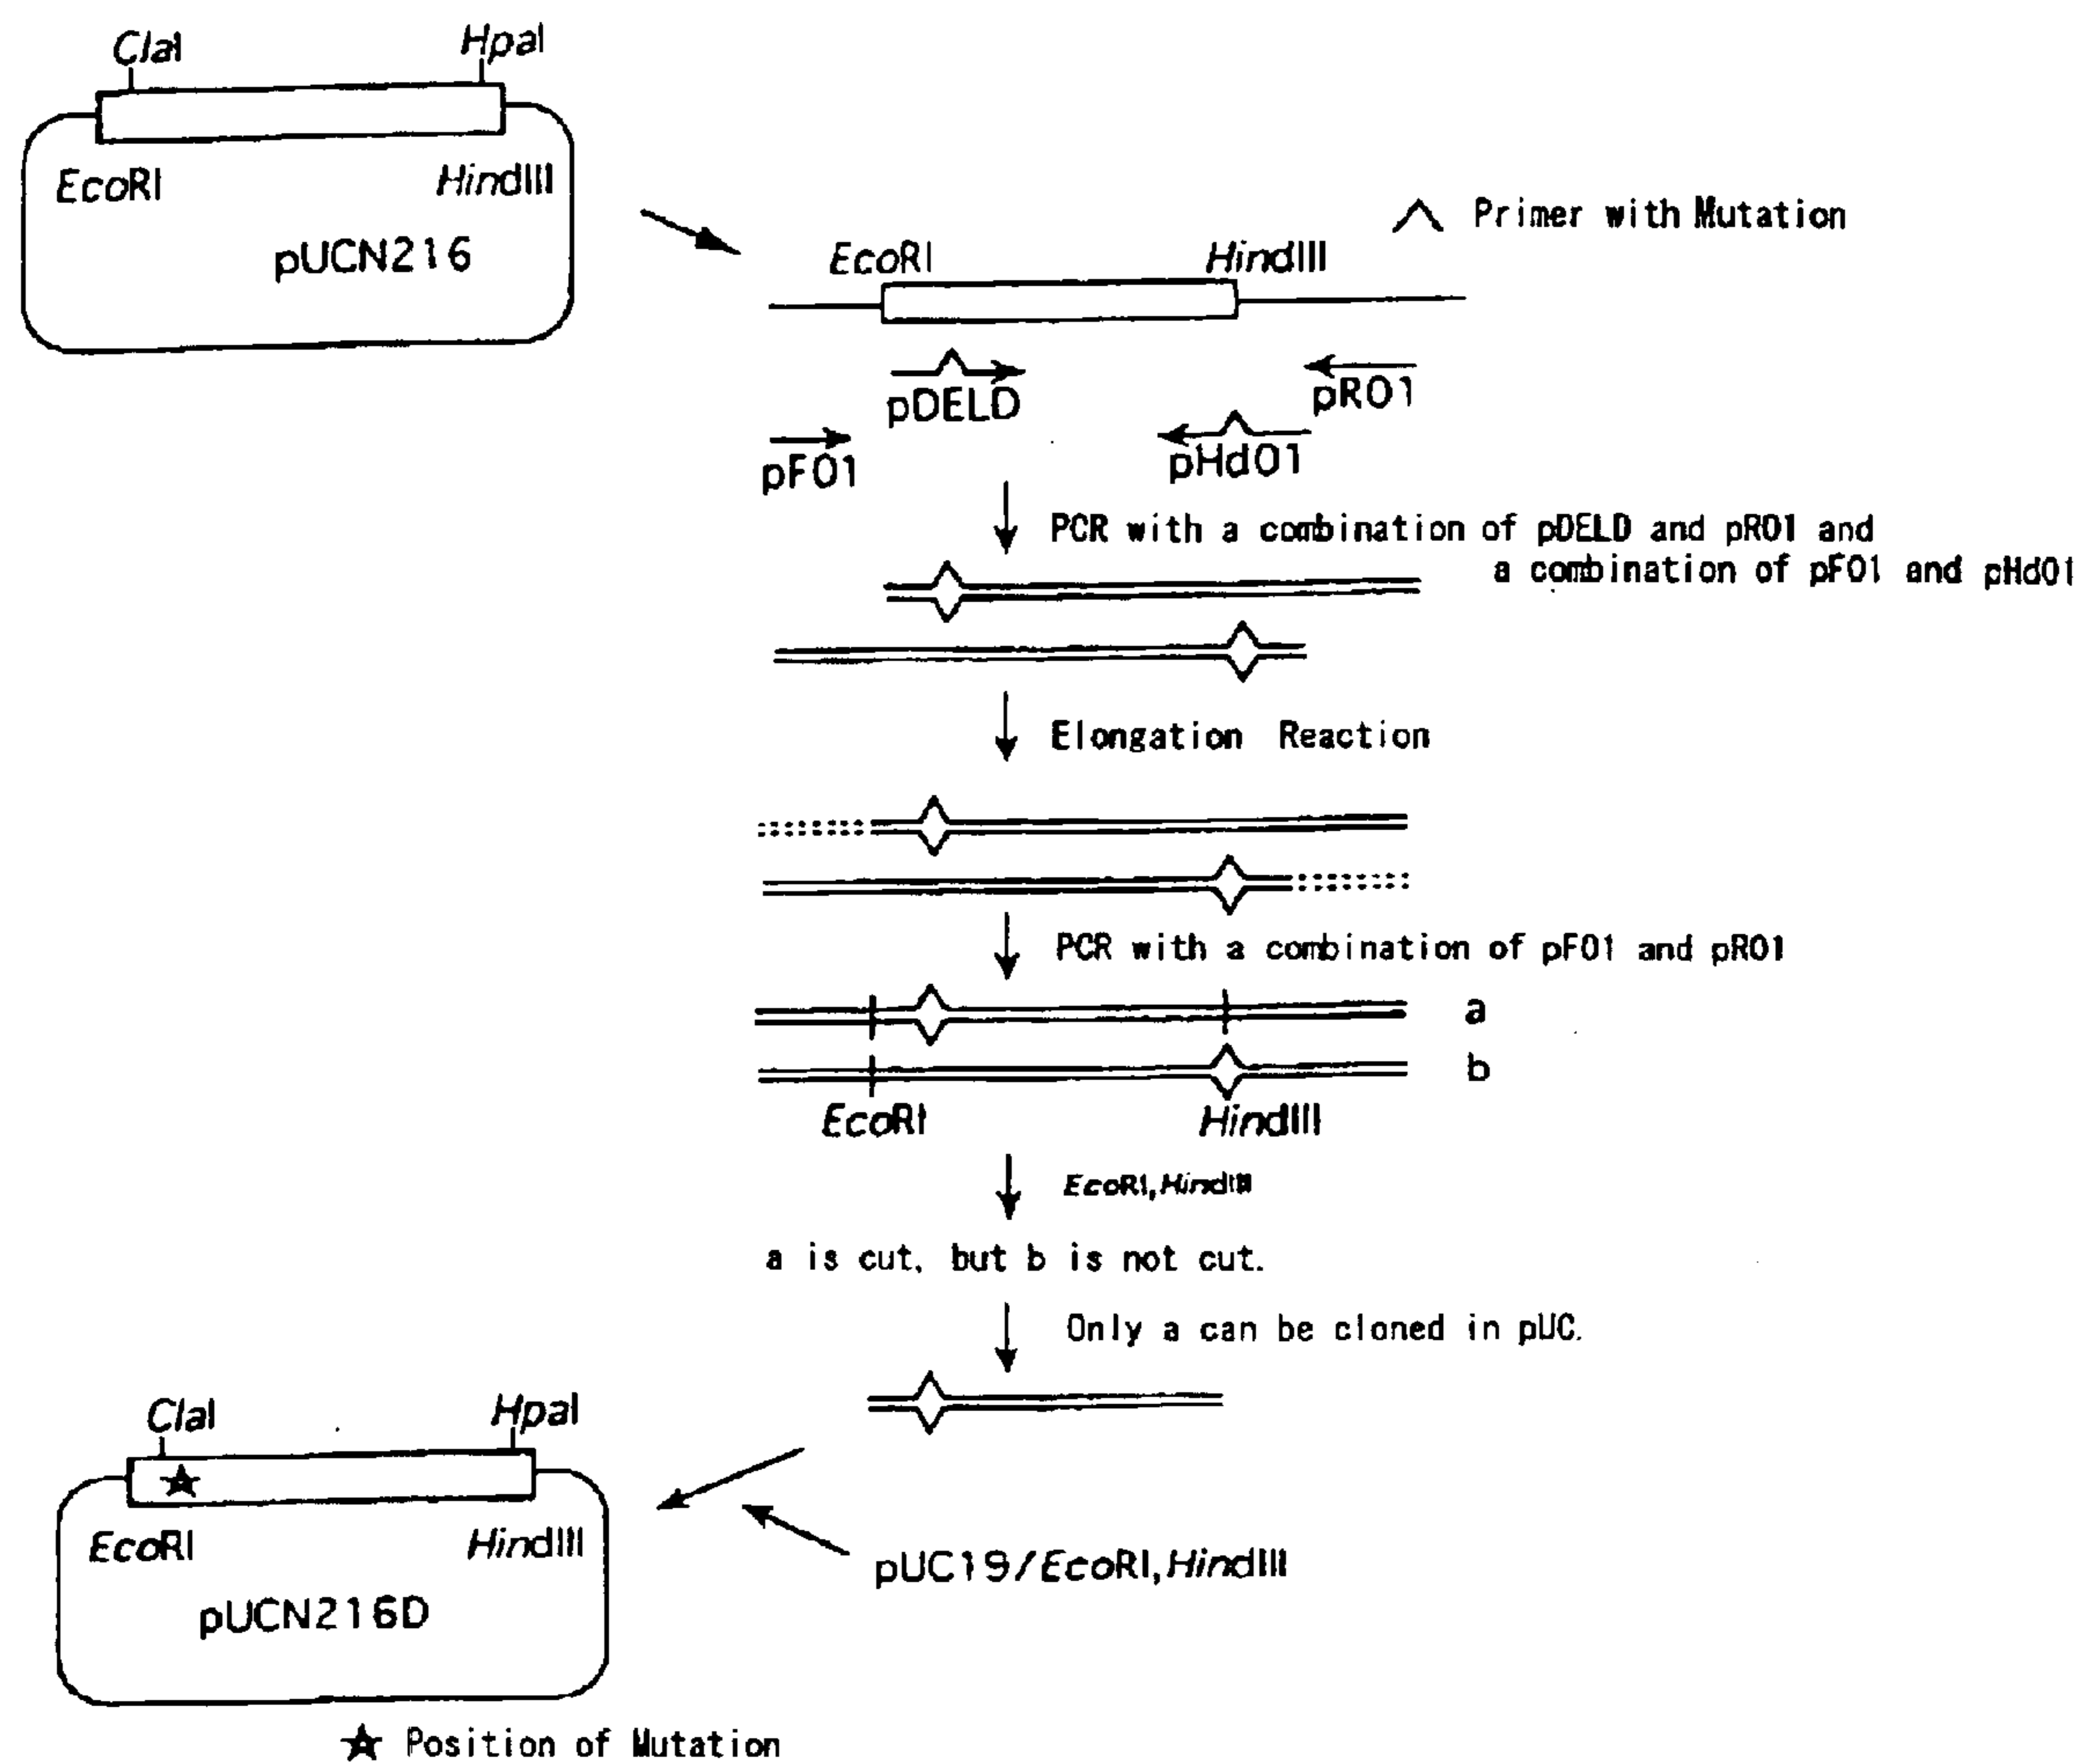 ClaI HpaI
EcoRI HindIII
pUCN216
Primer with Mutation
EcoRI HindIII
pDELD pR01
pF01 pHd01
PCR with a combination of pDELD and pR01 and
a combination of pF01 and pHd01
Elongation Reaction
PCR with a combination of pF01 and pR01
a
b
EcoRI HindIII
EcoRI, HindIII
a is cut, but b is not cut.
Only a can be cloned in pUC.
ClaI HpaI
EcoRI HindIII
pUCN216D
pUC19/EcoRI, HindIII
★ Position of Mutation